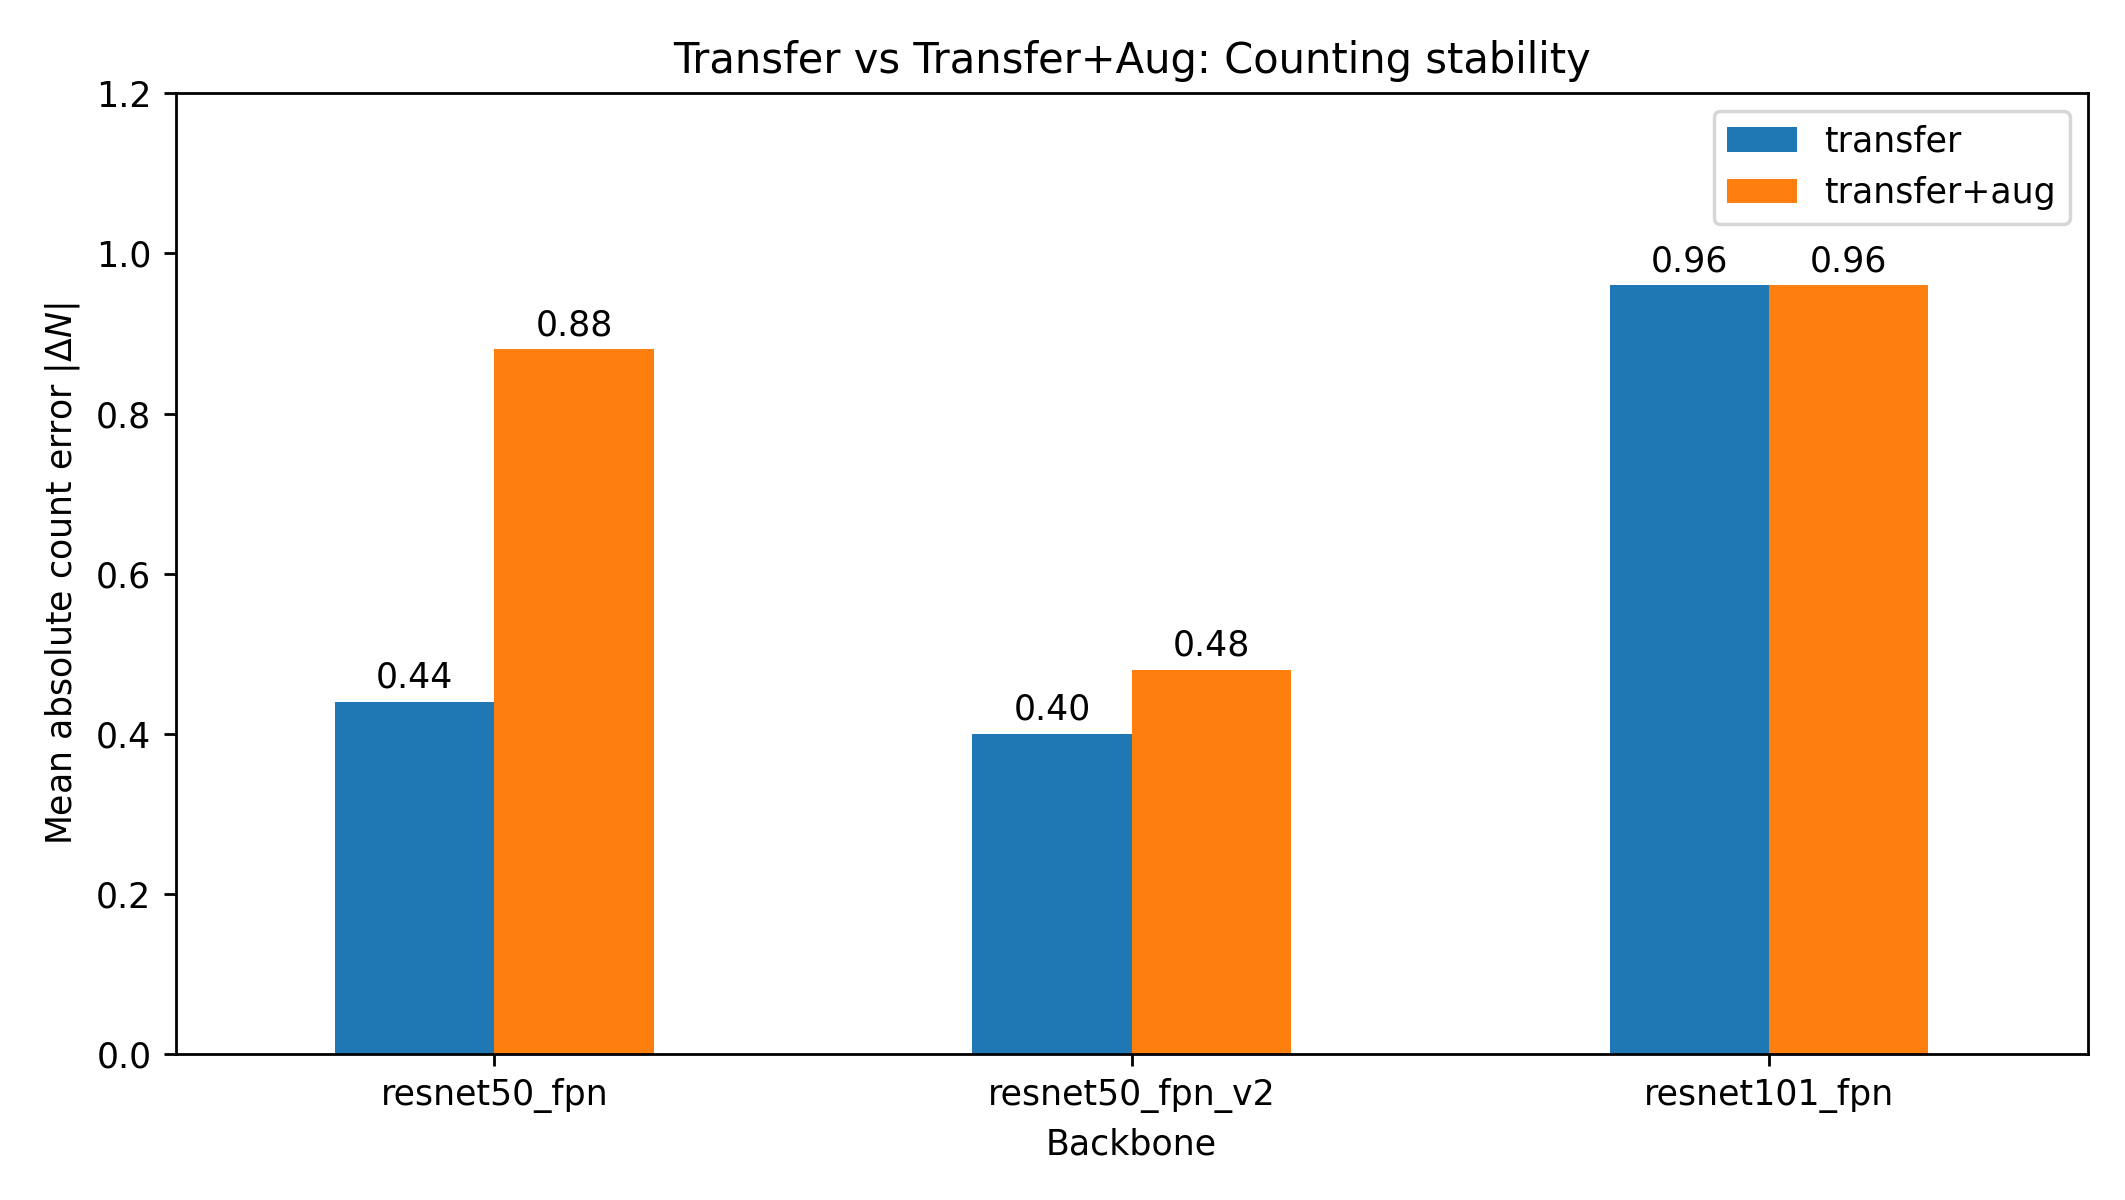 Transfer vs Transfer+Aug: Counting stability
Mean absolute count error |ΔN|
1.2
1.0
0.8
0.6
0.4
0.2
0.0
transfer
transfer+aug
0.44
0.88
0.40
0.48
0.96
0.96
resnet50_fpn
resnet50_fpn_v2
resnet101_fpn
Backbone